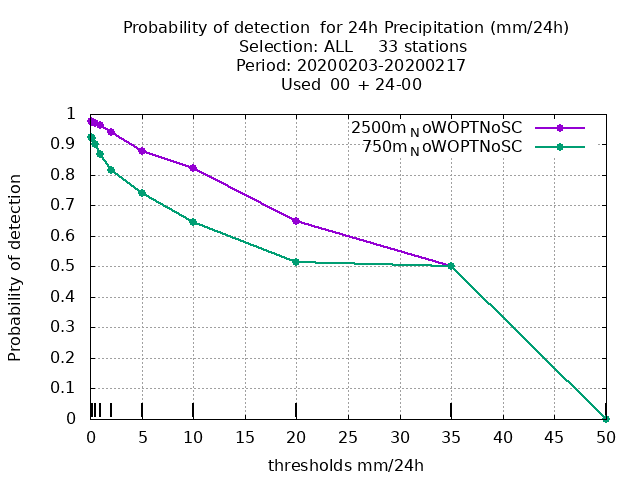 Probability of detection  for 24h Precipitation (mm/24h)
Selection: ALL     33 stations
Period: 20200203-20200217
Used  00 + 24-00
2500m_NoWOPTNoSC
750m_NoWOPTNoSC
1
0.9
0.8
0.7
0.6
0.5
0.4
0.3
0.2
0.1
0
Probability of detection
0 5 10 15 20 25 30 35 40 45 50
thresholds mm/24h